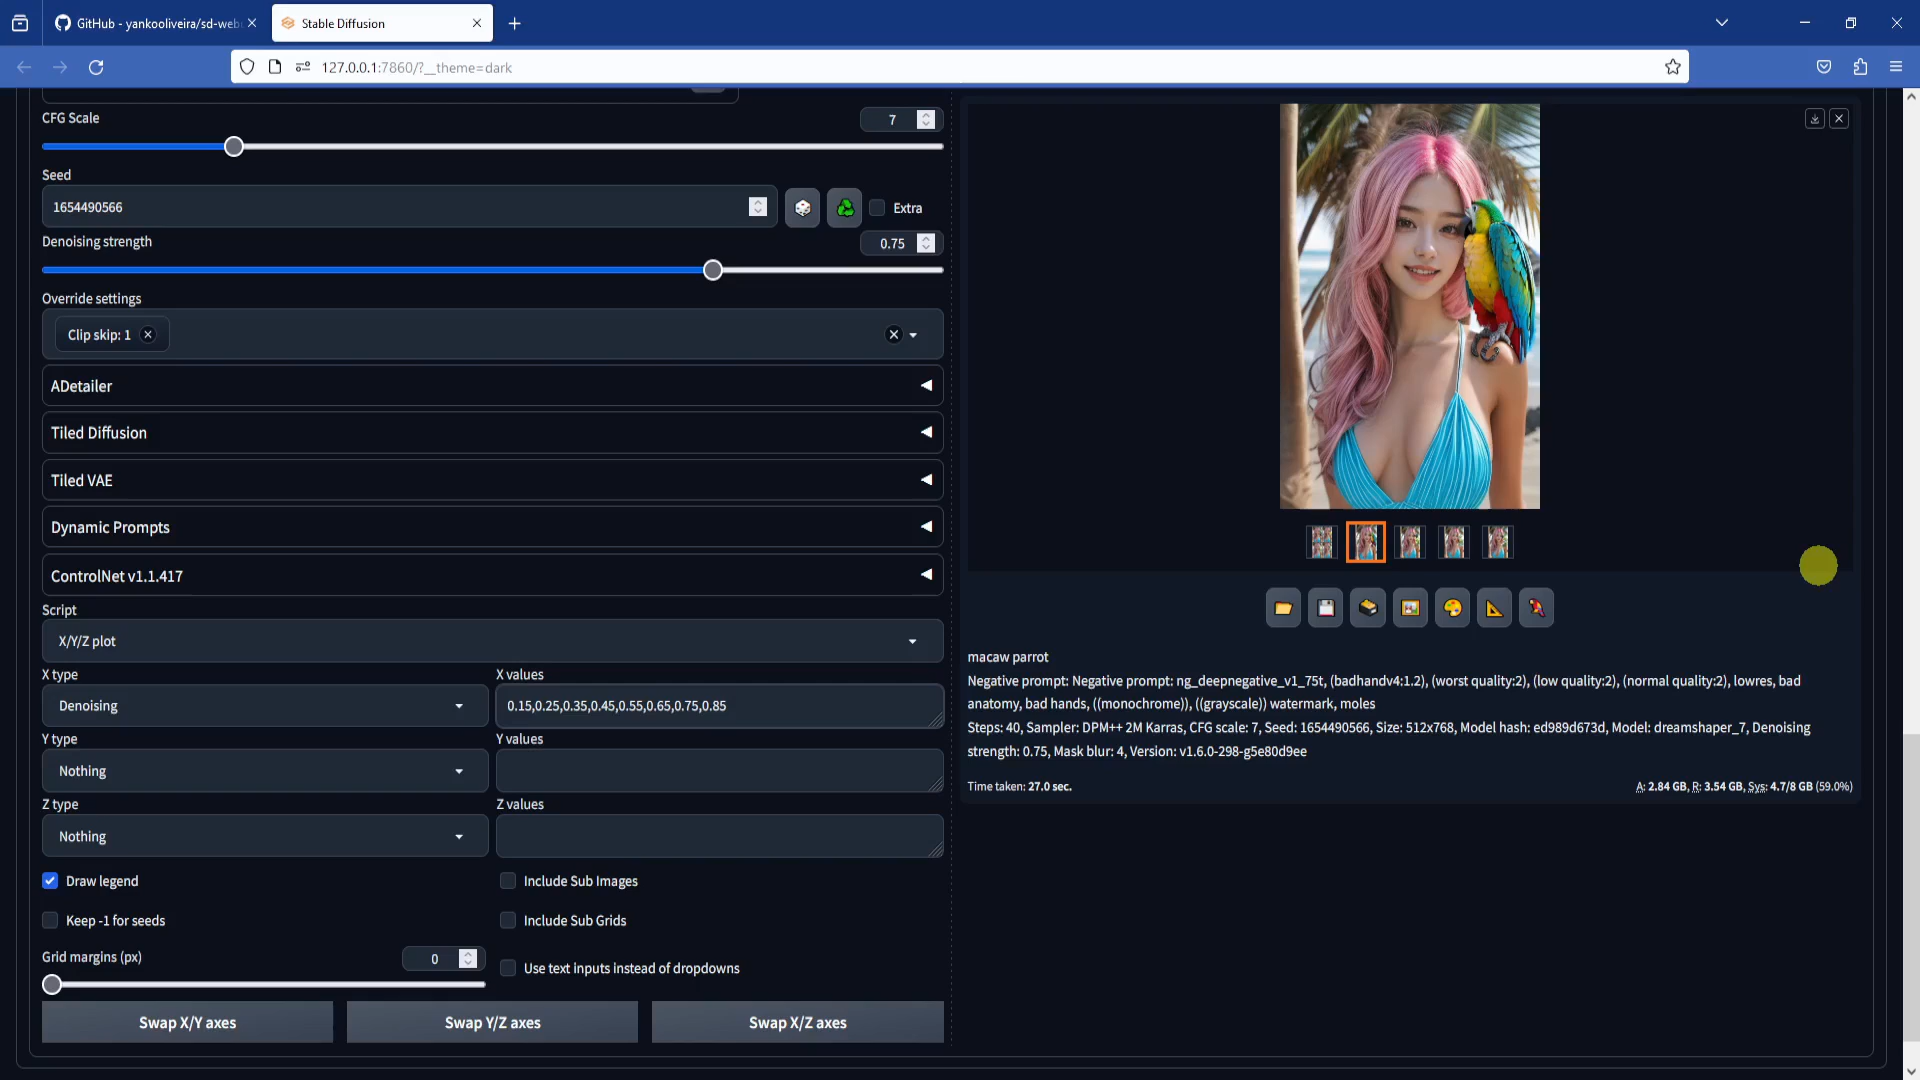 GitHub - yankooliveira/sd-web
Stable Diffusion
127.0.0.1:7860/?__theme=dark
CFG Scale
7
Seed
1654490566
Extra
Denoising strength
0.75
Override settings
Clip skip: 1
ADetailer
Tiled Diffusion
Tiled VAE
Dynamic Prompts
ControlNet v1.1.417
Script
X/Y/Z plot
X type
X values
Denoising
0.15,0.25,0.35,0.45,0.55,0.65,0.75,0.85
Y type
Y values
Nothing
Z type
Z values
Nothing
Draw legend
Include Sub Images
Keep -1 for seeds
Include Sub Grids
Grid margins (px)
0
Use text inputs instead of dropdowns
Swap X/Y axes
Swap Y/Z axes
Swap X/Z axes
macaw parrot
Negative prompt: Negative prompt: ng_deepnegative_v1_75t, (badhandv4:1.2), (worst quality:2), (low quality:2), (normal quality:2), lowres, bad
anatomy, bad hands, ((monochrome)), ((grayscale)) watermark, moles
Steps: 40, Sampler: DPM++ 2M Karras, CFG scale: 7, Seed: 1654490566, Size: 512x768, Model hash: ed989d673d, Model: dreamshaper_7, Denoising
strength: 0.75, Mask blur: 4, Version: v1.6.0-298-g5e80d9ee
Time taken: 27.0 sec.
A: 2.84 GB, R: 3.54 GB, Sys: 4.7/8 GB (59.0%)